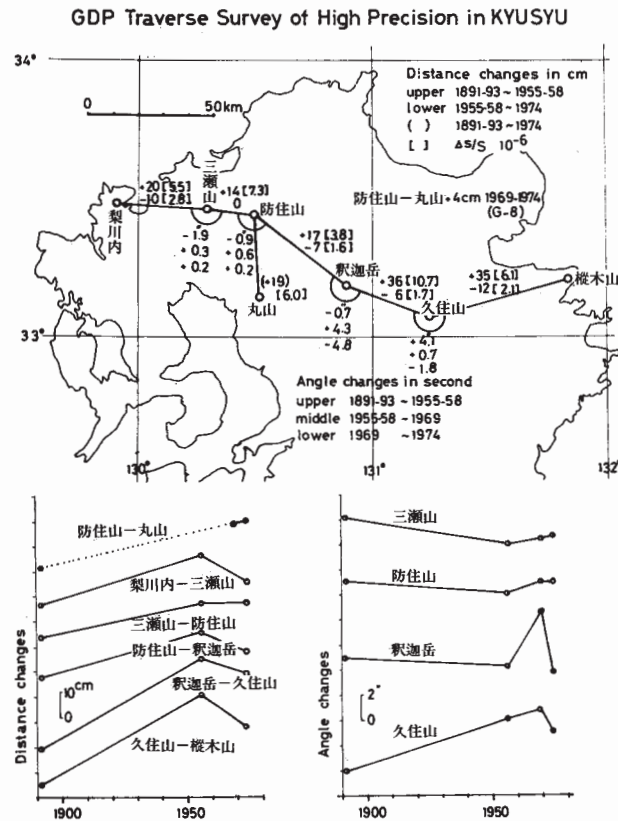 GDP Traverse Survey of High Precision in KYUSYU
34°
Distance changes in cm
upper 1891-93 ~ 1955-58
lower 1955-58 ~ 1974
( ) 1891-93 ~ 1974
[ ] Δs/S 10⁻⁶
0 50km
三瀬山
+20 [5.5]
-10 [2.8]
+14 [7.3]
0
防住山
防住山—丸山 +4cm 1969-1974
(G-8)
梨川内
-1.9
+0.3
+0.2
-0.9
+0.6
+0.2
+17 [3.8]
-7 [1.6]
釈迦岳
(+19)
[6.0]
丸山
+36 [10.7]
-6 [1.7]
久住山
+35 [6.1]
-12 [2.1]
樅木山
33°
-0.7
+4.3
-4.8
+4.1
+0.7
-1.8
Angle changes in second
upper 1891-93 ~ 1955-58
middle 1955-58 ~ 1969
lower 1969 ~ 1974
130°
131°
132°
防住山—丸山
梨川内—三瀬山
三瀬山—防住山
防住山—釈迦岳
釈迦岳—久住山
久住山—樅木山
10cm
0
Distance changes
1900
1950
三瀬山
防住山
釈迦岳
久住山
2"
0
Angle changes
1900
1950